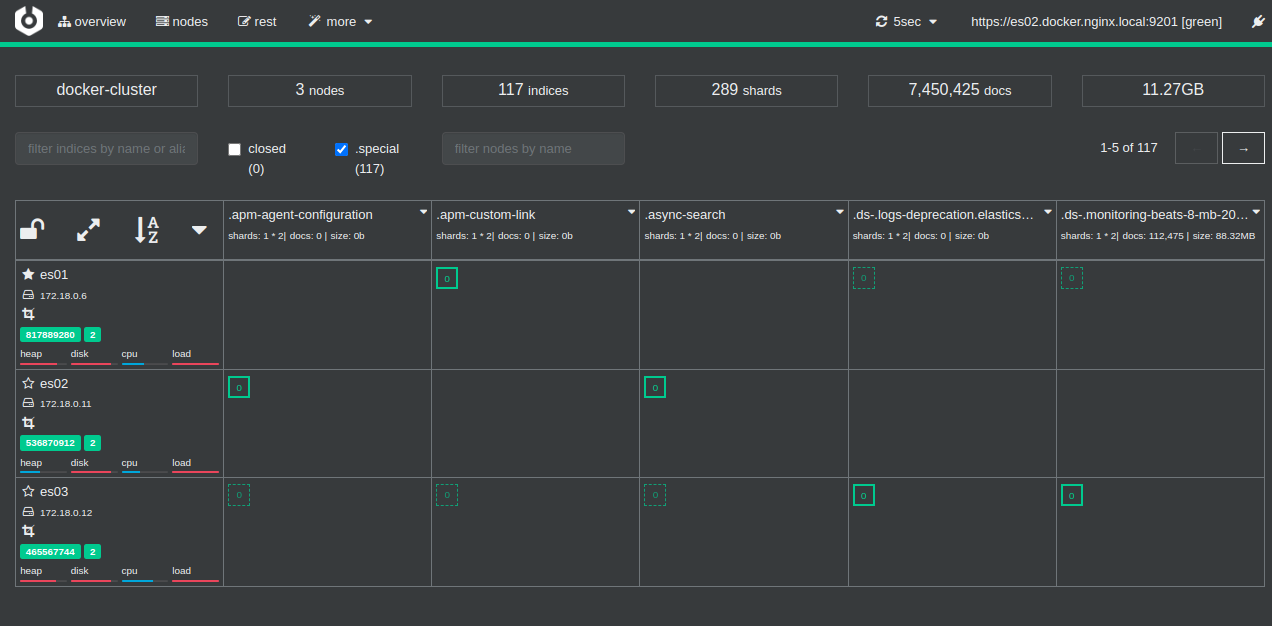 overview nodes rest more 5sec https://es02.docker.nginx.local:9201 [green]
docker-cluster 3 nodes 117 indices 289 shards 7,450,425 docs 11.27GB
filter indices by name or alia closed .special filter nodes by name 1-5 of 117 →
(0) (117)
.apm-agent-configuration .apm-custom-link .async-search .ds-.logs-deprecation.elastics... .ds-.monitoring-beats-8-mb-20...
shards: 1 * 2| docs: 0 | size: 0b shards: 1 * 2| docs: 0 | size: 0b shards: 1 * 2| docs: 0 | size: 0b shards: 1 * 2| docs: 0 | size: 0b shards: 1 * 2| docs: 112,475 | size: 88.32MB
A
Z
es01 0 0 0
172.18.0.6
817889280 2
heap disk cpu load
es02 0 0
172.18.0.11
536870912 2
heap disk cpu load
es03 0 0 0 0 0
172.18.0.12
465567744 2
heap disk cpu load